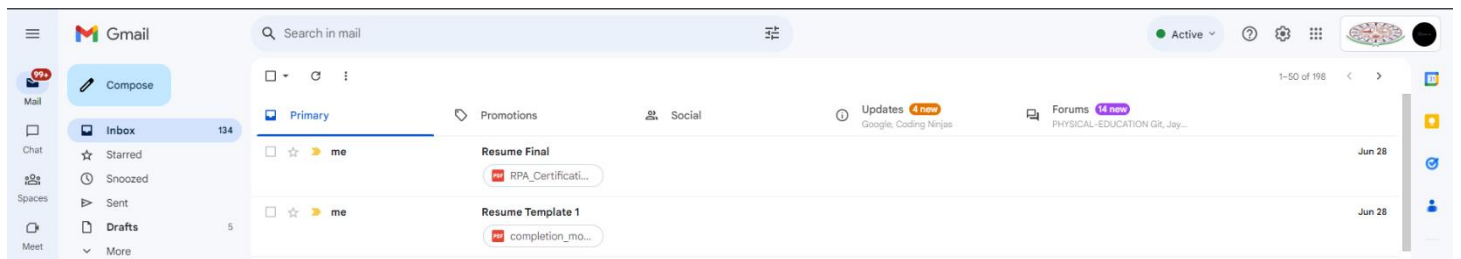 Gmail
Search in mail
Active
99+
Mail
Compose
1–50 of 198
Inbox 134
Primary
Promotions
Social
Updates 4 new
Google, Coding Ninjas
Forums 14 new
PHYSICAL-EDUCATION Git, Jay...
Chat
Starred
me Resume Final Jun 28
PDF RPA_Certificati...
Snoozed
Spaces
Sent
me Resume Template 1 Jun 28
PDF completion_mo...
Drafts 5
Meet
More
31